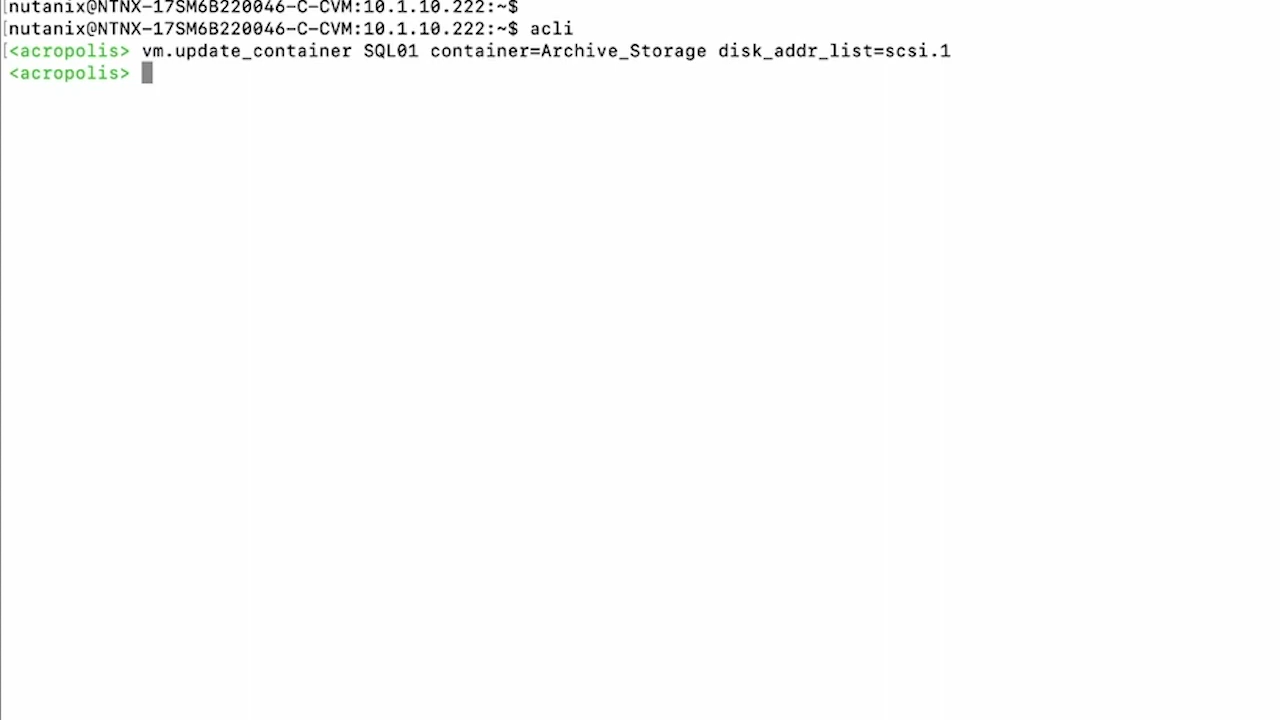 [nutanix@NTNX-17SM6B220046-C-CVM:10.1.10.222:~$
[nutanix@NTNX-17SM6B220046-C-CVM:10.1.10.222:~$ acli
[<acropolis> vm.update_container SQL01 container=Archive_Storage disk_addr_list=scsi.1
<acropolis>